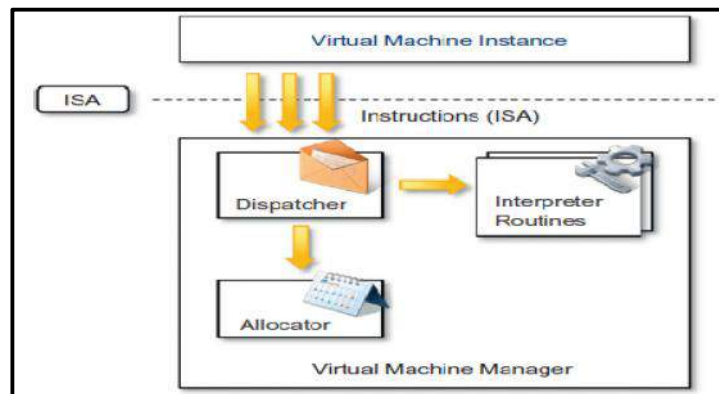 Virtual Machine Instance
ISA
Instructions (ISA)
Dispatcher
Interpreter
Routines
Allocator
Virtual Machine Manager